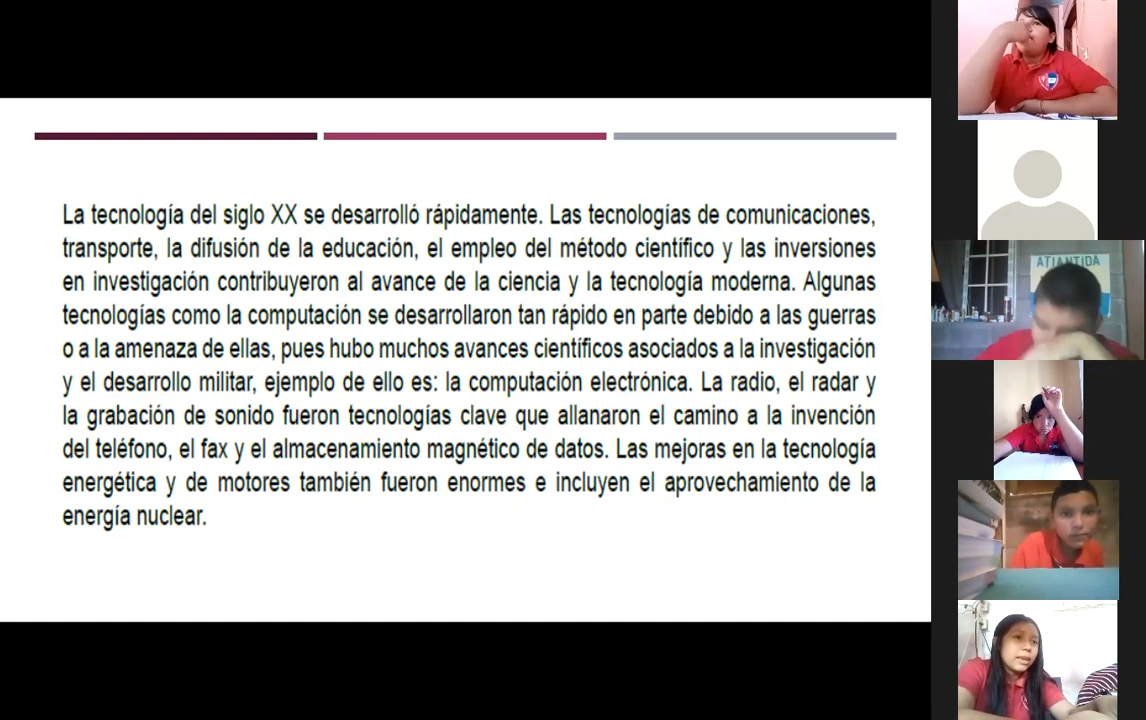 La tecnología del siglo XX se desarrolló rápidamente. Las tecnologías de comunicaciones,
transporte, la difusión de la educación, el empleo del método científico y las inversiones
en investigación contribuyeron al avance de la ciencia y la tecnología moderna. Algunas
tecnologías como la computación se desarrollaron tan rápido en parte debido a las guerras
o a la amenaza de ellas, pues hubo muchos avances científicos asociados a la investigación
y el desarrollo militar, ejemplo de ello es: la computación electrónica. La radio, el radar y
la grabación de sonido fueron tecnologías clave que allanaron el camino a la invención
del teléfono, el fax y el almacenamiento magnético de datos. Las mejoras en la tecnología
energética y de motores también fueron enormes e incluyen el aprovechamiento de la
energía nuclear.
ATLANTIDA